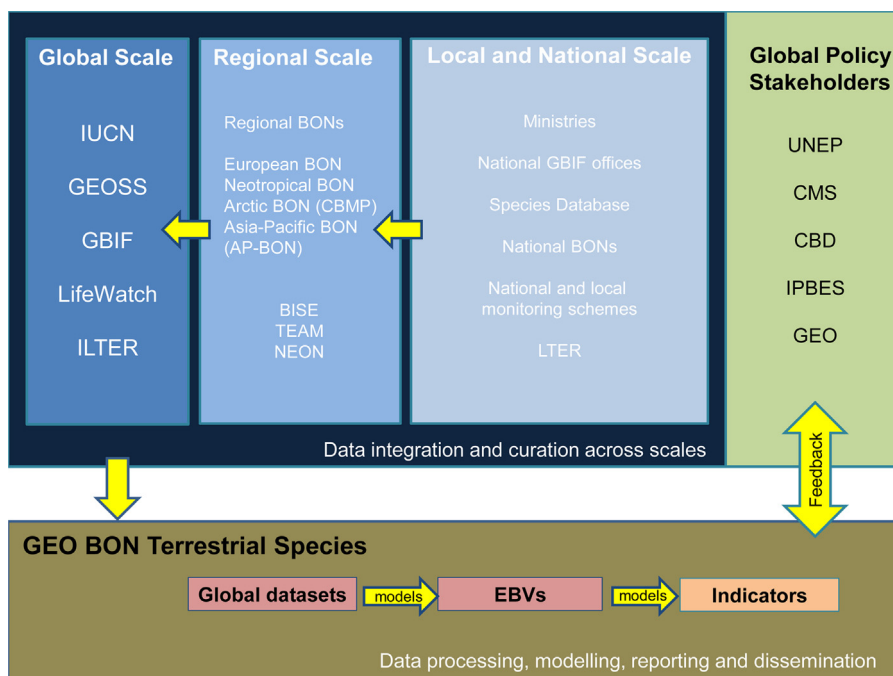 Global Scale
IUCN
GEOSS
GBIF
LifeWatch
ILTER
Regional Scale
Regional BONs
European BON
Neotropical BON
Arctic BON (CBMP)
Asia-Pacific BON
(AP-BON)
BISE
TEAM
NEON
Local and National Scale
Ministries
National GBIF offices
Species Database
National BONs
National and local
monitoring schemes
LTER
Data integration and curation across scales
Global Policy
Stakeholders
UNEP
CMS
CBD
IPBES
GEO
Feedback
GEO BON Terrestrial Species
Global datasets
models
EBVs
models
Indicators
Data processing, modelling, reporting and dissemination